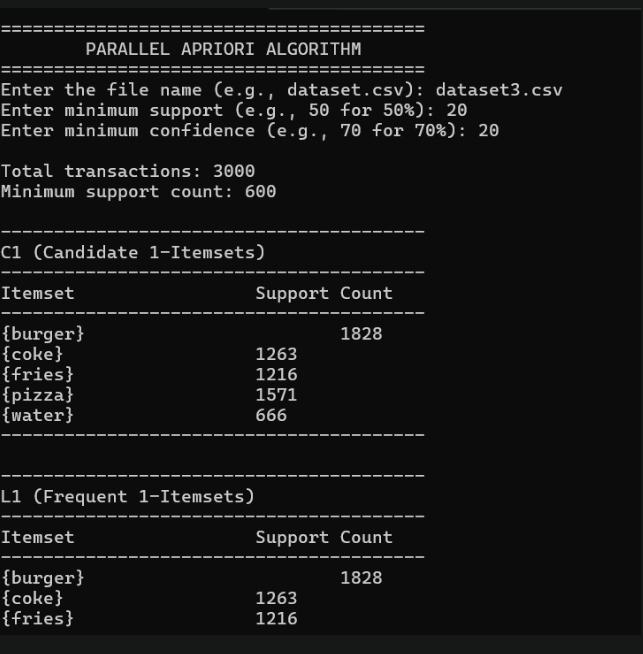 ========================================
PARALLEL APRIORI ALGORITHM
========================================
Enter the file name (e.g., dataset.csv): dataset3.csv
Enter minimum support (e.g., 50 for 50%): 20
Enter minimum confidence (e.g., 70 for 70%): 20
Total transactions: 3000
Minimum support count: 600
----------------------------------------
C1 (Candidate 1-Itemsets)
----------------------------------------
Itemset Support Count
----------------------------------------
{burger} 1828
{coke} 1263
{fries} 1216
{pizza} 1571
{water} 666
----------------------------------------
----------------------------------------
L1 (Frequent 1-Itemsets)
----------------------------------------
Itemset Support Count
----------------------------------------
{burger} 1828
{coke} 1263
{fries} 1216